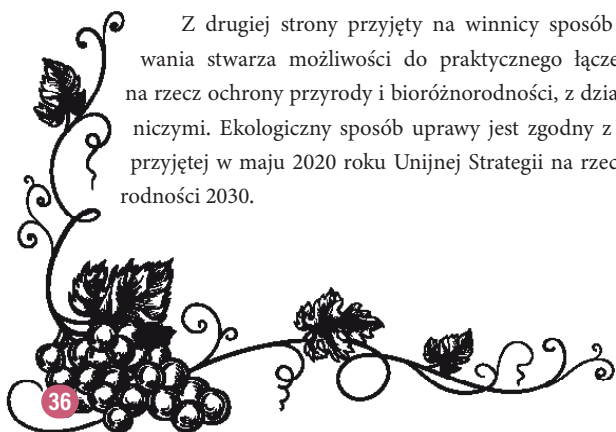 Z drugiej strony przyjęty na winnicy sposób
wania stwarza możliwości do praktycznego łącze
na rzecz ochrony przyrody i bioróżnorodności, z dzia
niczymi. Ekologiczny sposób uprawy jest zgodny z
przyjętej w maju 2020 roku Unijnej Strategii na rzec
rodności 2030.
36